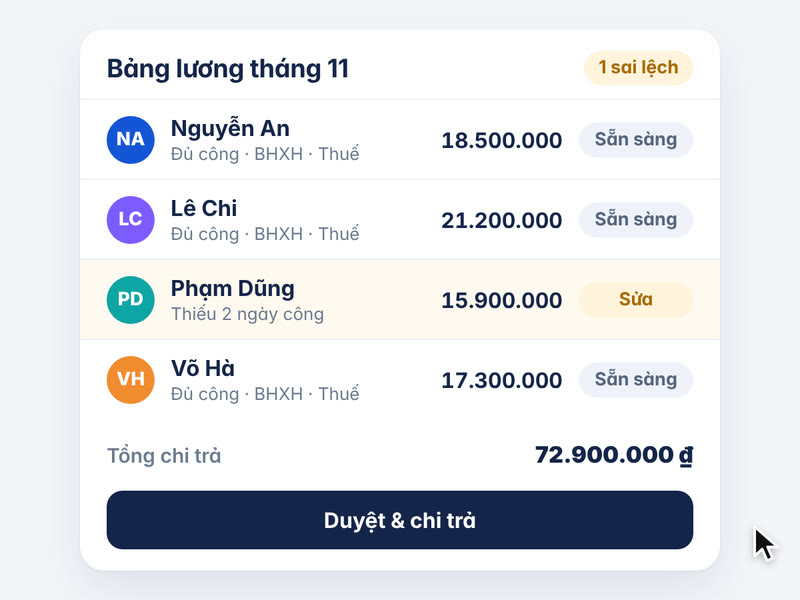 Bảng lương tháng 11
1 sai lệch
NA
Nguyễn An
Đủ công · BHXH · Thuế
18.500.000
Sẵn sàng
LC
Lê Chi
Đủ công · BHXH · Thuế
21.200.000
Sẵn sàng
PD
Phạm Dũng
Thiếu 2 ngày công
15.900.000
Sửa
VH
Võ Hà
Đủ công · BHXH · Thuế
17.300.000
Sẵn sàng
Tổng chi trả
72.900.000 ₫
Duyệt & chi trả